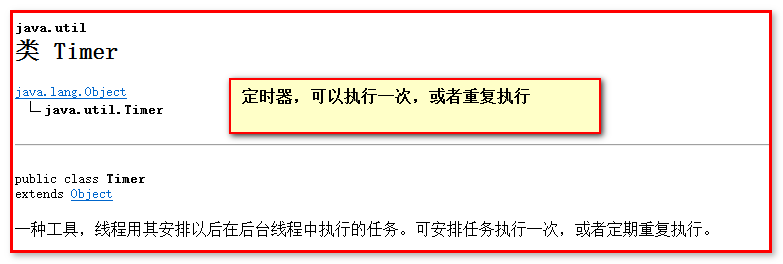 java.util
类 Timer
java.lang.Object
java.util.Timer
定时器，可以执行一次，或者重复执行
public class Timer
extends Object
一种工具，线程用其安排以后在后台线程中执行的任务。可安排任务执行一次，或者定期重复执行。